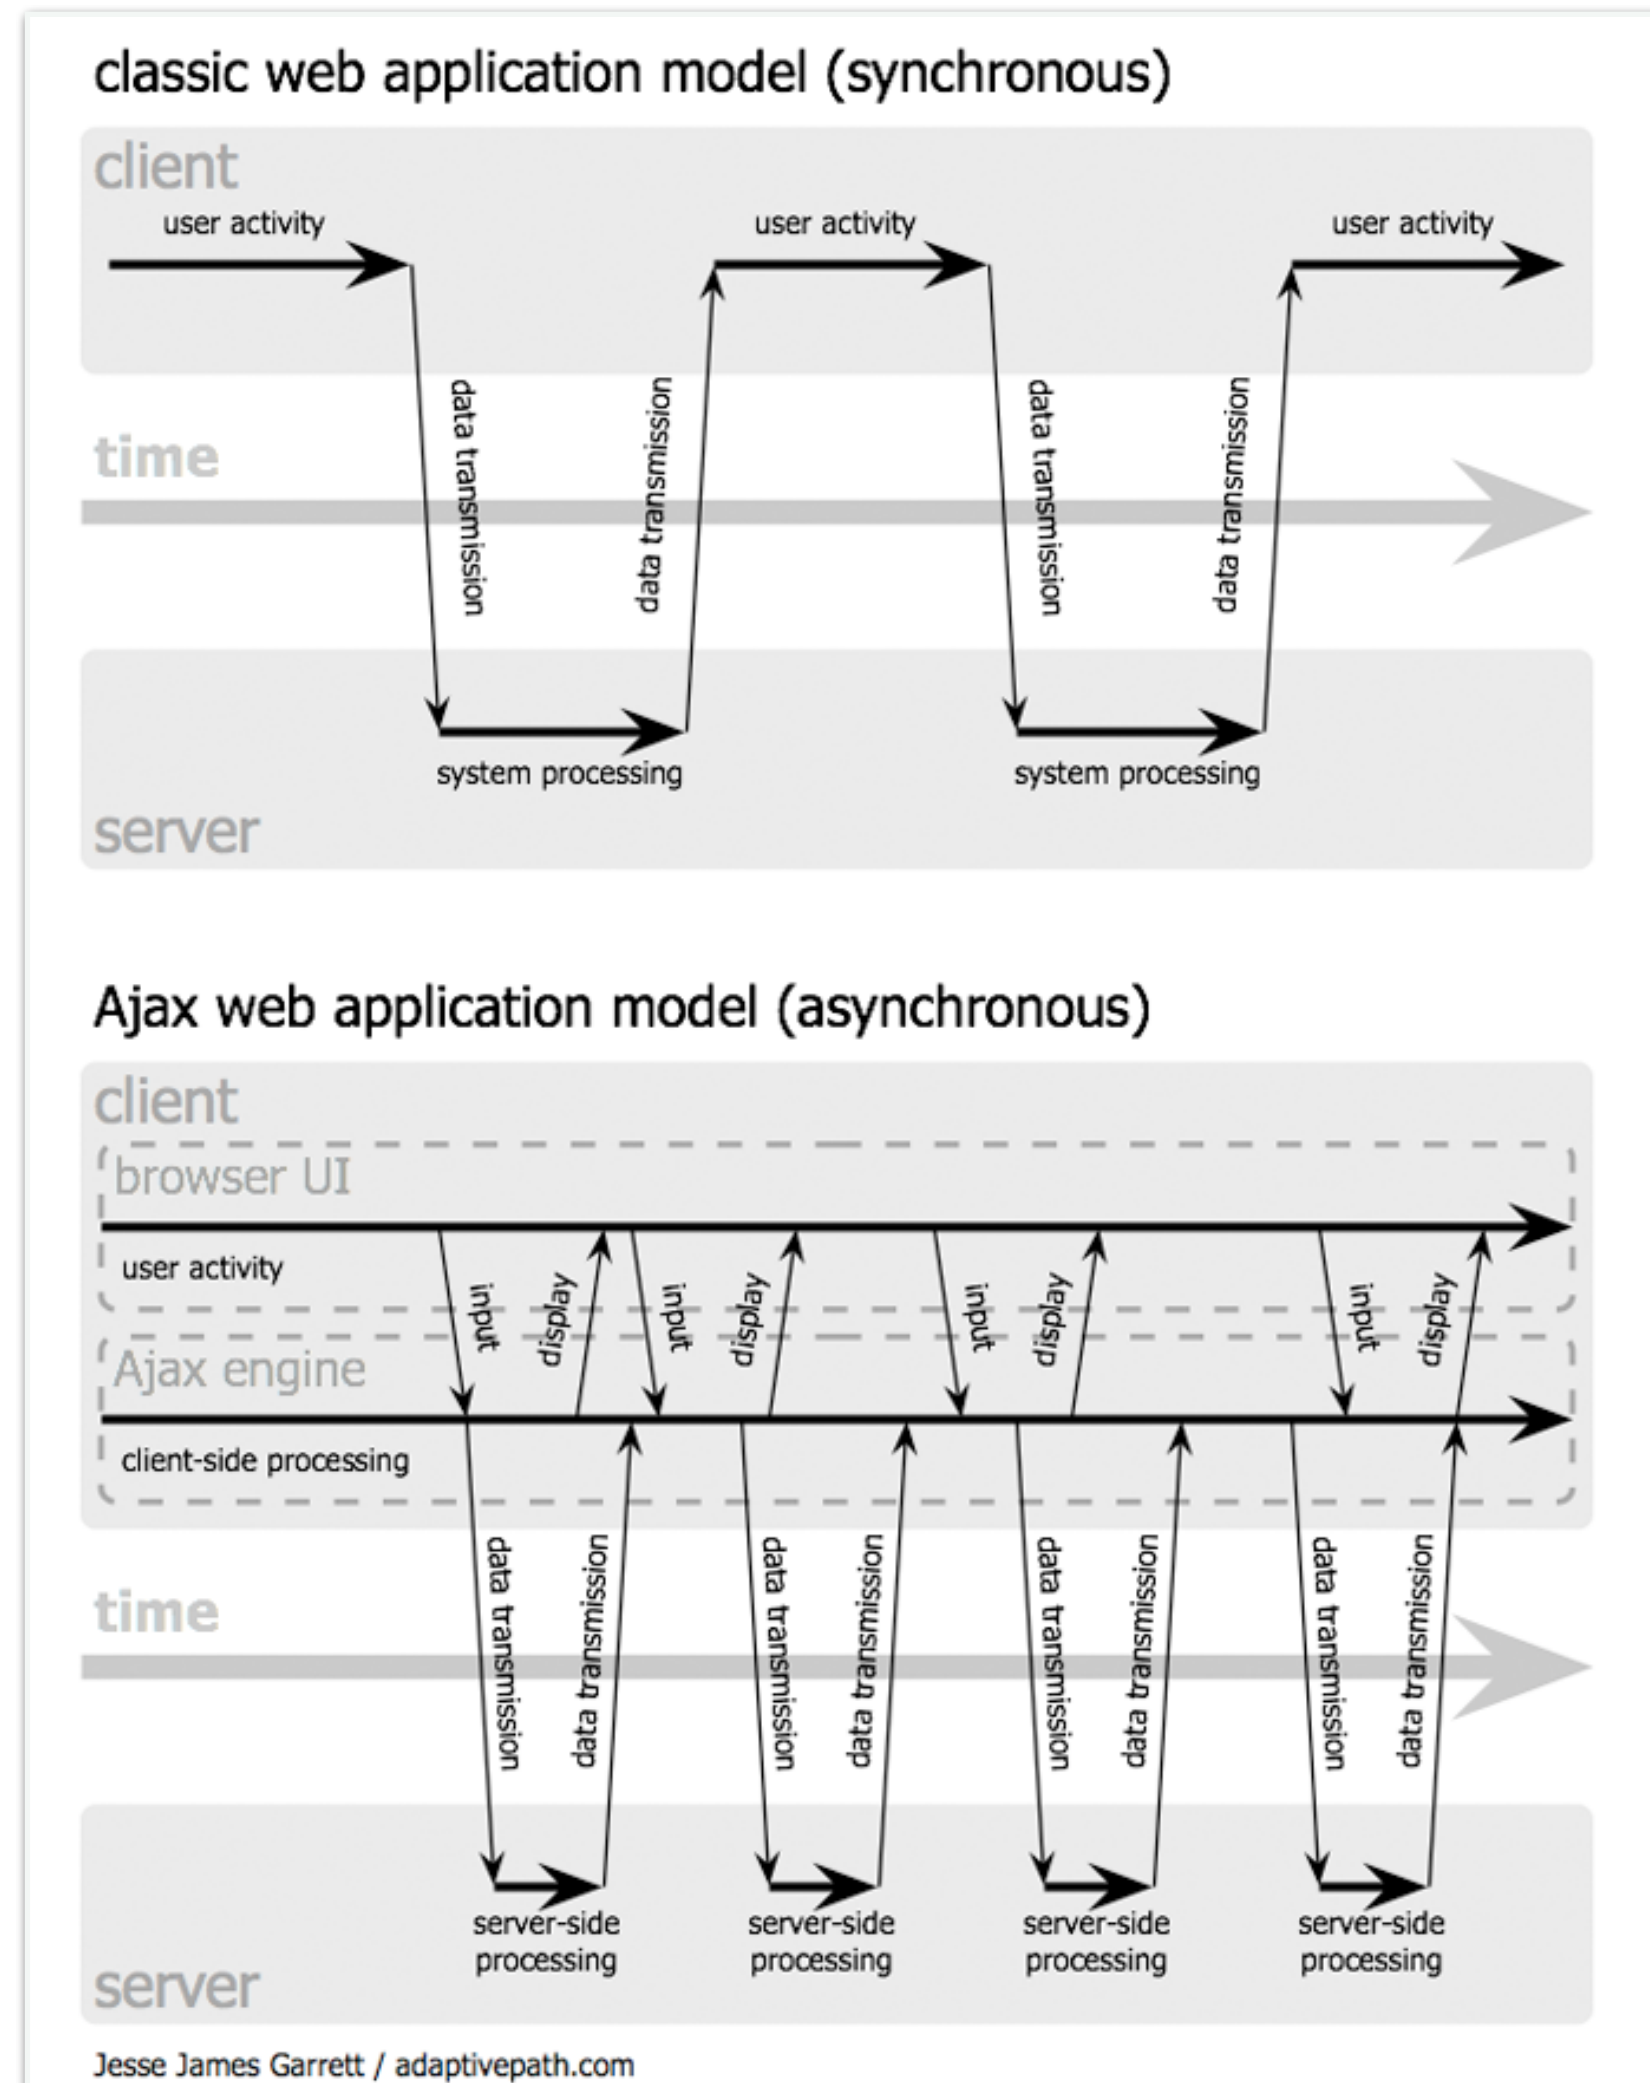 classic web application model (synchronous)
client
user activity
user activity
user activity
data transmission
data transmission
data transmission
data transmission
time
system processing
system processing
server
Ajax web application model (asynchronous)
client
browser UI
user activity
input
display
input
display
input
display
input
display
Ajax engine
client-side processing
data transmission
data transmission
data transmission
data transmission
data transmission
data transmission
data transmission
data transmission
time
server-side
processing
server-side
processing
server-side
processing
server-side
processing
server
Jesse James Garrett / adaptivepath.com